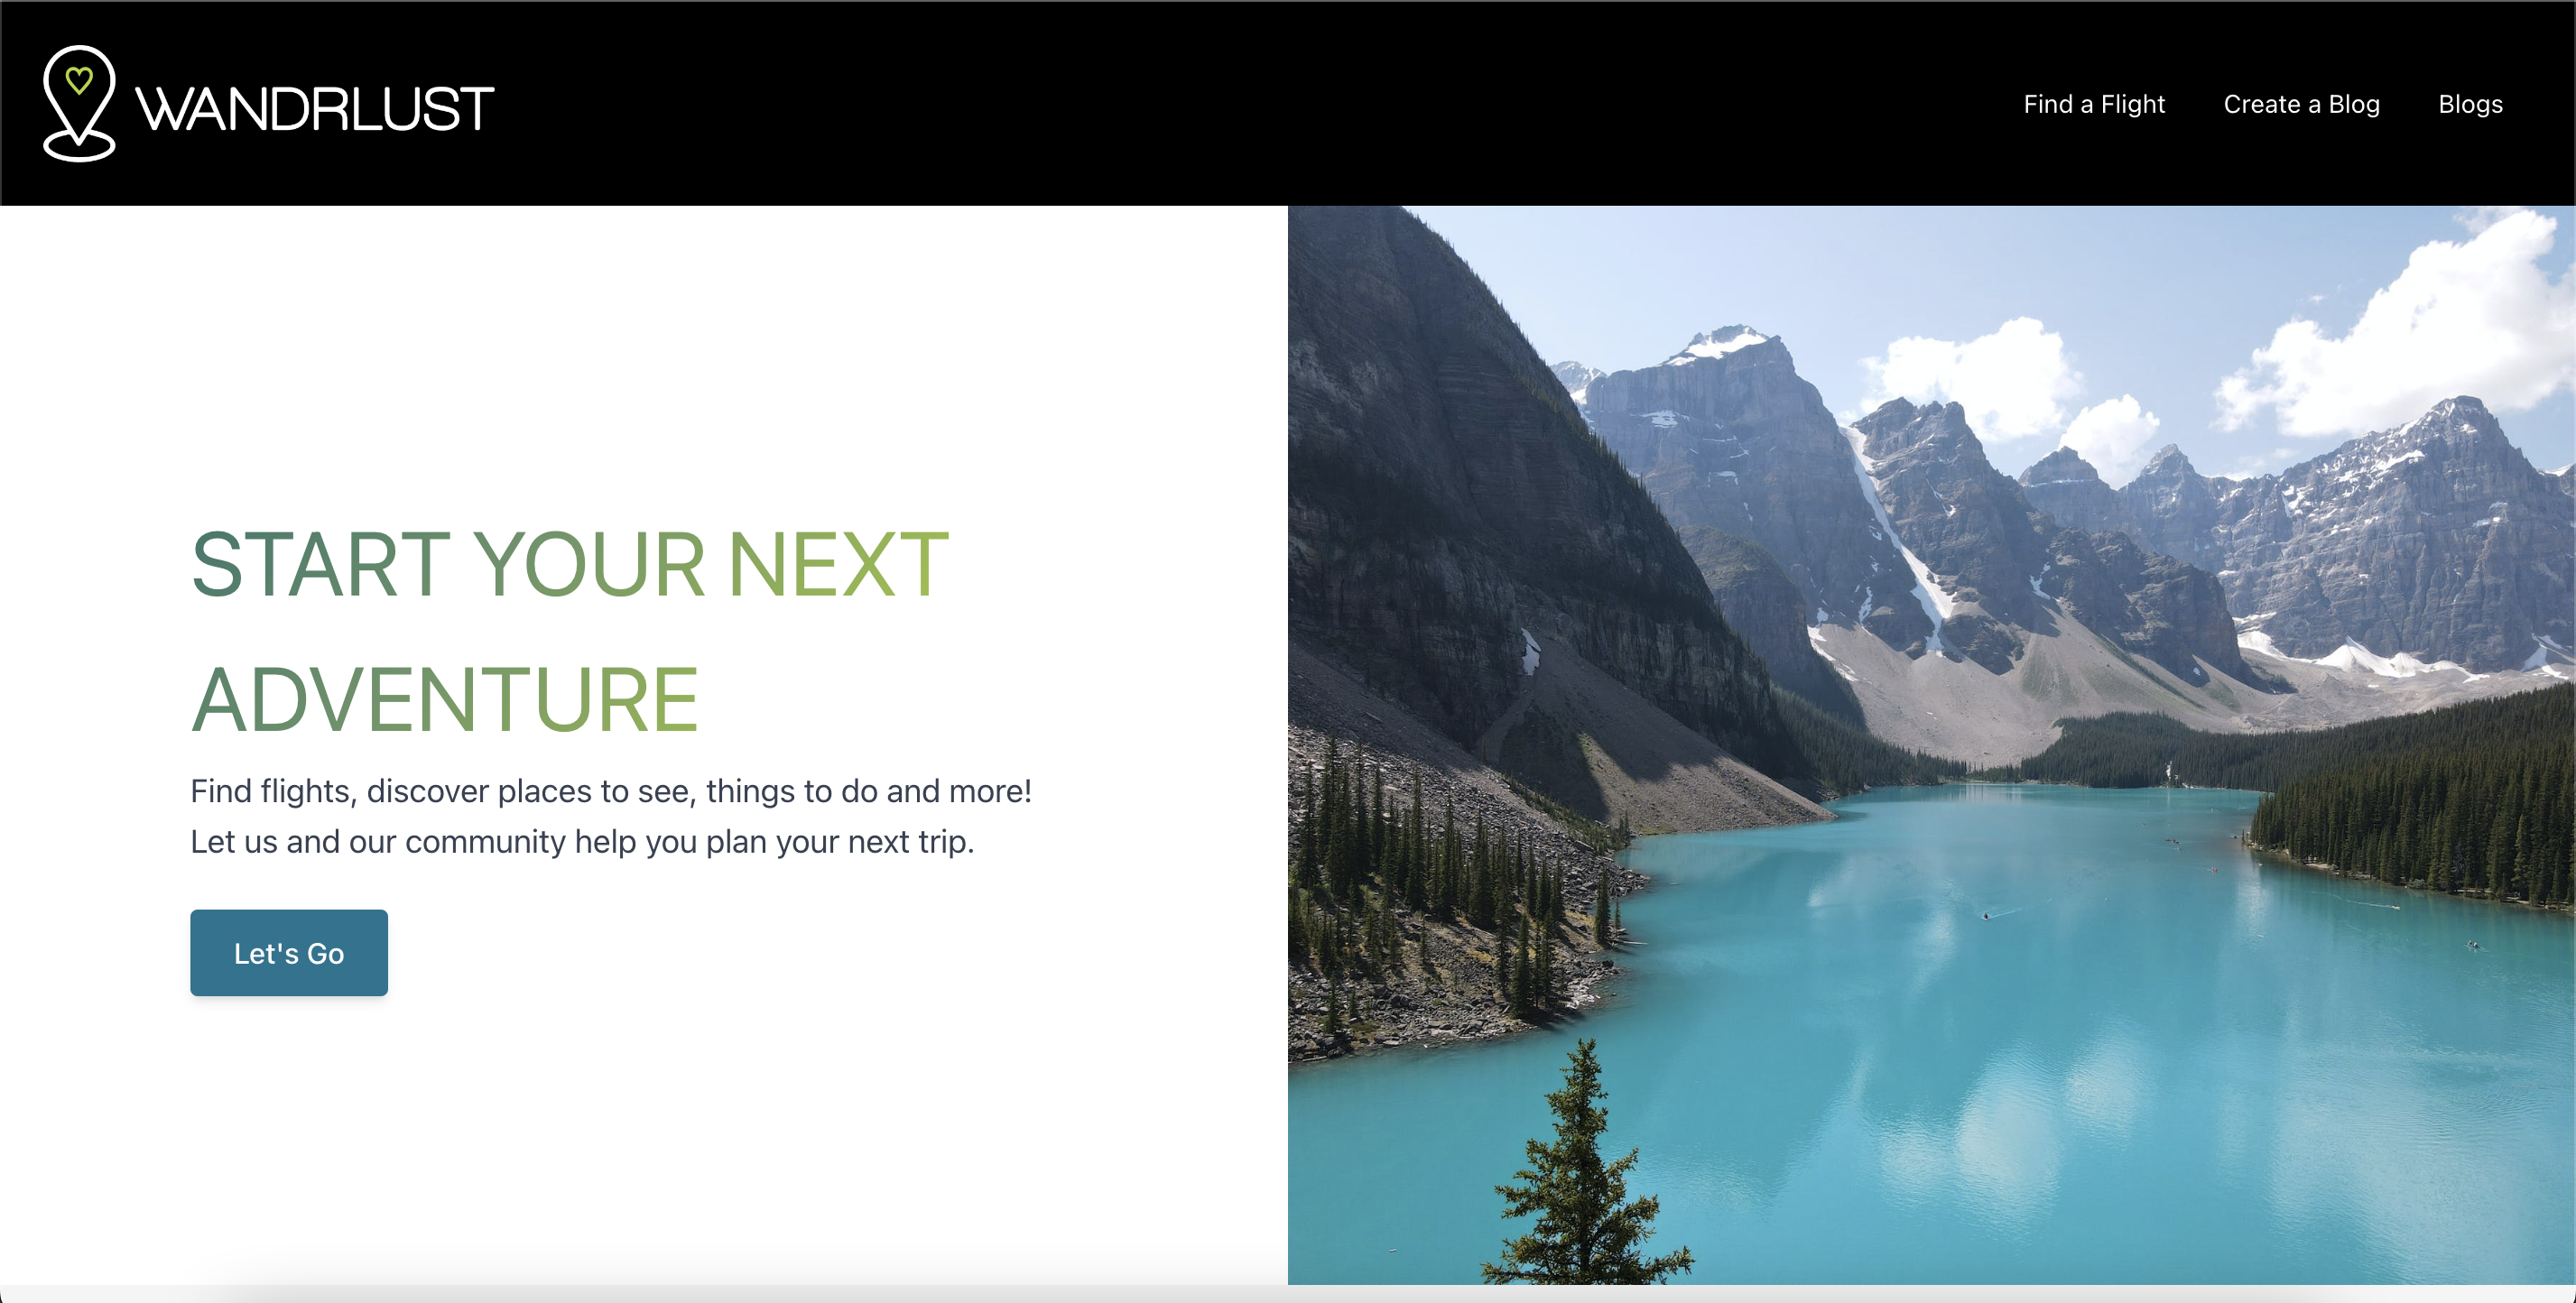 WANDRLUST
Find a Flight
Create a Blog
Blogs
START YOUR NEXT
ADVENTURE
Find flights, discover places to see, things to do and more!
Let us and our community help you plan your next trip.
Let's Go